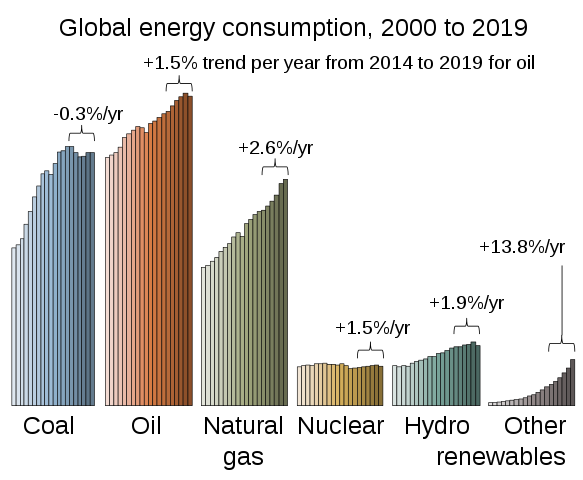 Global energy consumption, 2000 to 2019
+1.5% trend per year from 2014 to 2019 for oil
-0.3%/yr
+2.6%/yr
+13.8%/yr
+1.9%/yr
+1.5%/yr
Coal
Oil
Natural
gas
Nuclear
Hydro
Other
renewables